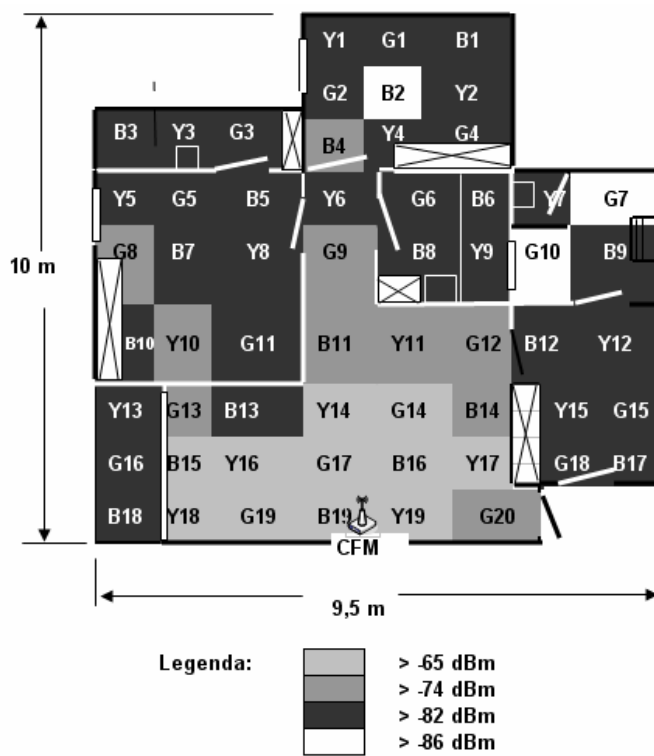 Y1 G1 B1
G2 B2 Y2
B3 Y3 G3 B4 Y4 G4
Y5 G5 B5 Y6 G6 B6 Y7 G7
G8 B7 Y8 G9 B8 Y9 G10 B9
10 m
B10 Y10 G11 B11 Y11 G12 B12 Y12
Y13 G13 B13 Y14 G14 B14 Y15 G15
G16 B15 Y16 G17 B16 Y17 G18 B17
B18 Y18 G19 B19 Y19 G20
CFM
9,5 m
Legenda:
> -65 dBm
> -74 dBm
> -82 dBm
> -86 dBm